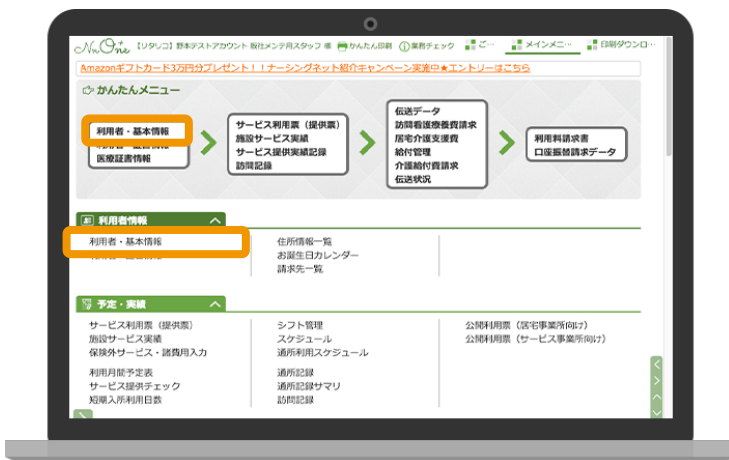 NuOne 【リタリコ】野本テストアカウント 販社メンテ用スタッフ 様 かんたん印刷 業務チェック ご… メインメニ… 印刷ダウンロ…
Amazonギフトカード3万円分プレゼント！！ナーシングネット紹介キャンペーン実施中★エントリーはこちら
かんたんメニュー
利用者・基本情報
医療証書情報
サービス利用票（提供票）
施設サービス実績
サービス提供実績記録
訪問記録
伝送データ
訪問看護療養費請求
居宅介護支援費
給付管理
介護給付費請求
伝送状況
利用料請求書
口座振替請求データ
利用者情報
利用者・基本情報
住所情報一覧
お誕生日カレンダー
請求先一覧
予定・実績
サービス利用票（提供票）
施設サービス実績
保険外サービス・諸費用入力
利用月間予定表
サービス提供チェック
短期入所利用日数
シフト管理
スケジュール
通所利用スケジュール
通所記録
通所記録サマリ
訪問記録
公開利用票（居宅事業所向け）
公開利用票（サービス事業所向け）